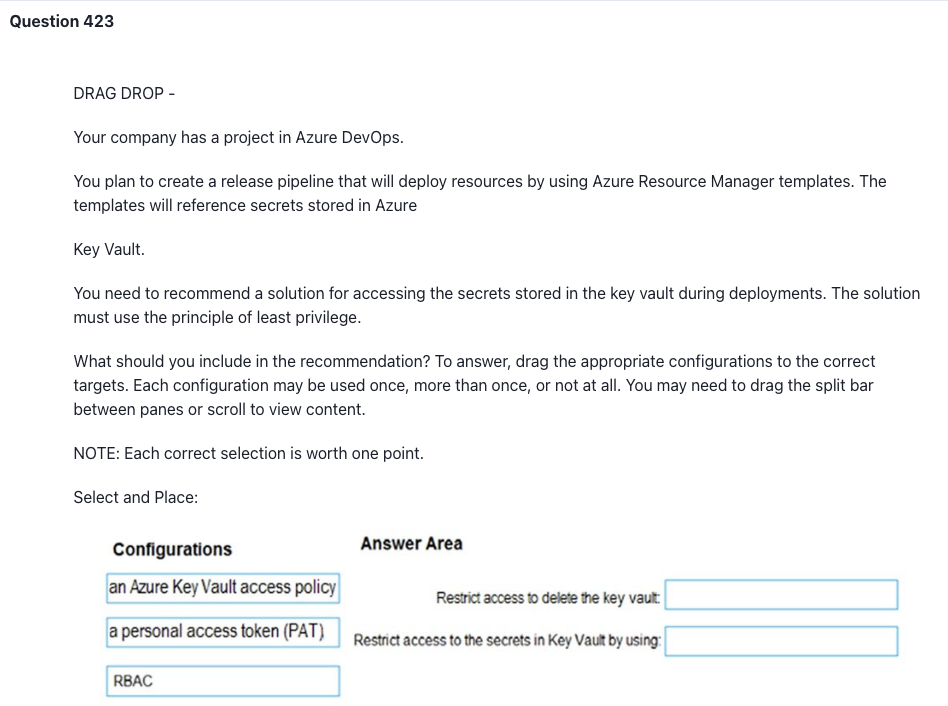 Question 423
DRAG DROP -
Your company has a project in Azure DevOps.
You plan to create a release pipeline that will deploy resources by using Azure Resource Manager templates. The
templates will reference secrets stored in Azure
Key Vault.
You need to recommend a solution for accessing the secrets stored in the key vault during deployments. The solution
must use the principle of least privilege.
What should you include in the recommendation? To answer, drag the appropriate configurations to the correct
targets. Each configuration may be used once, more than once, or not at all. You may need to drag the split bar
between panes or scroll to view content.
NOTE: Each correct selection is worth one point.
Select and Place:
Configurations
an Azure Key Vault access policy
a personal access token (PAT)
RBAC
Answer Area
Restrict access to delete the key vault:
Restrict access to the secrets in Key Vault by using: